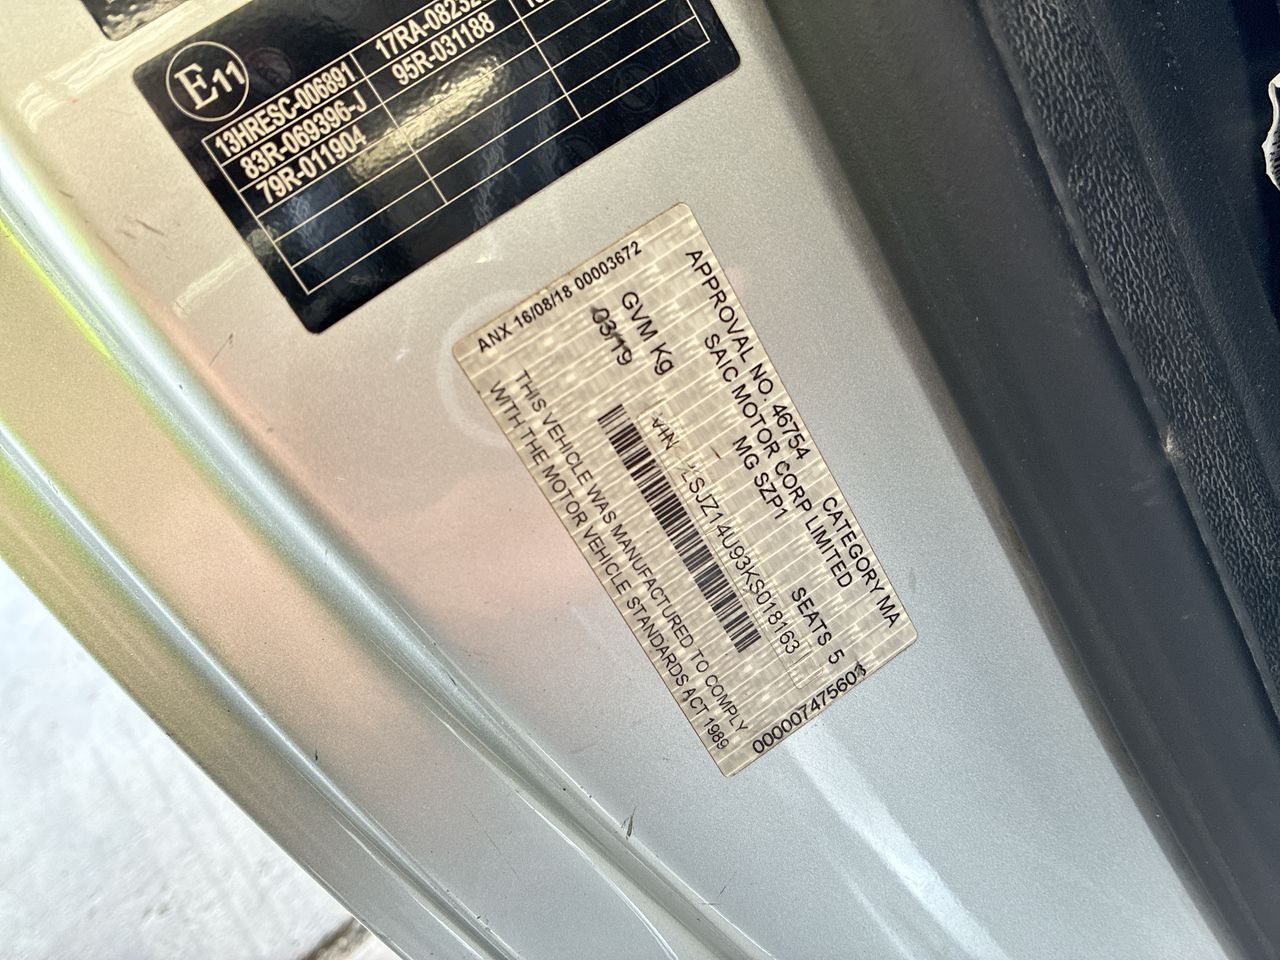 E11
13HRESC-006891
17RA-08232
83R-069396-J
95R-031188
79R-011904
APPROVAL NO. 46754 CATEGORY MA
SAIC MOTOR CORP LIMITED
MG SZP1 SEATS 5
GVM Kg
VIN LSJZ14U93KS018163
03/19
THIS VEHICLE WAS MANUFACTURED TO COMPLY
WITH THE MOTOR VEHICLE STANDARDS ACT 1989
ANX 16/08/18 00003672
000007475603